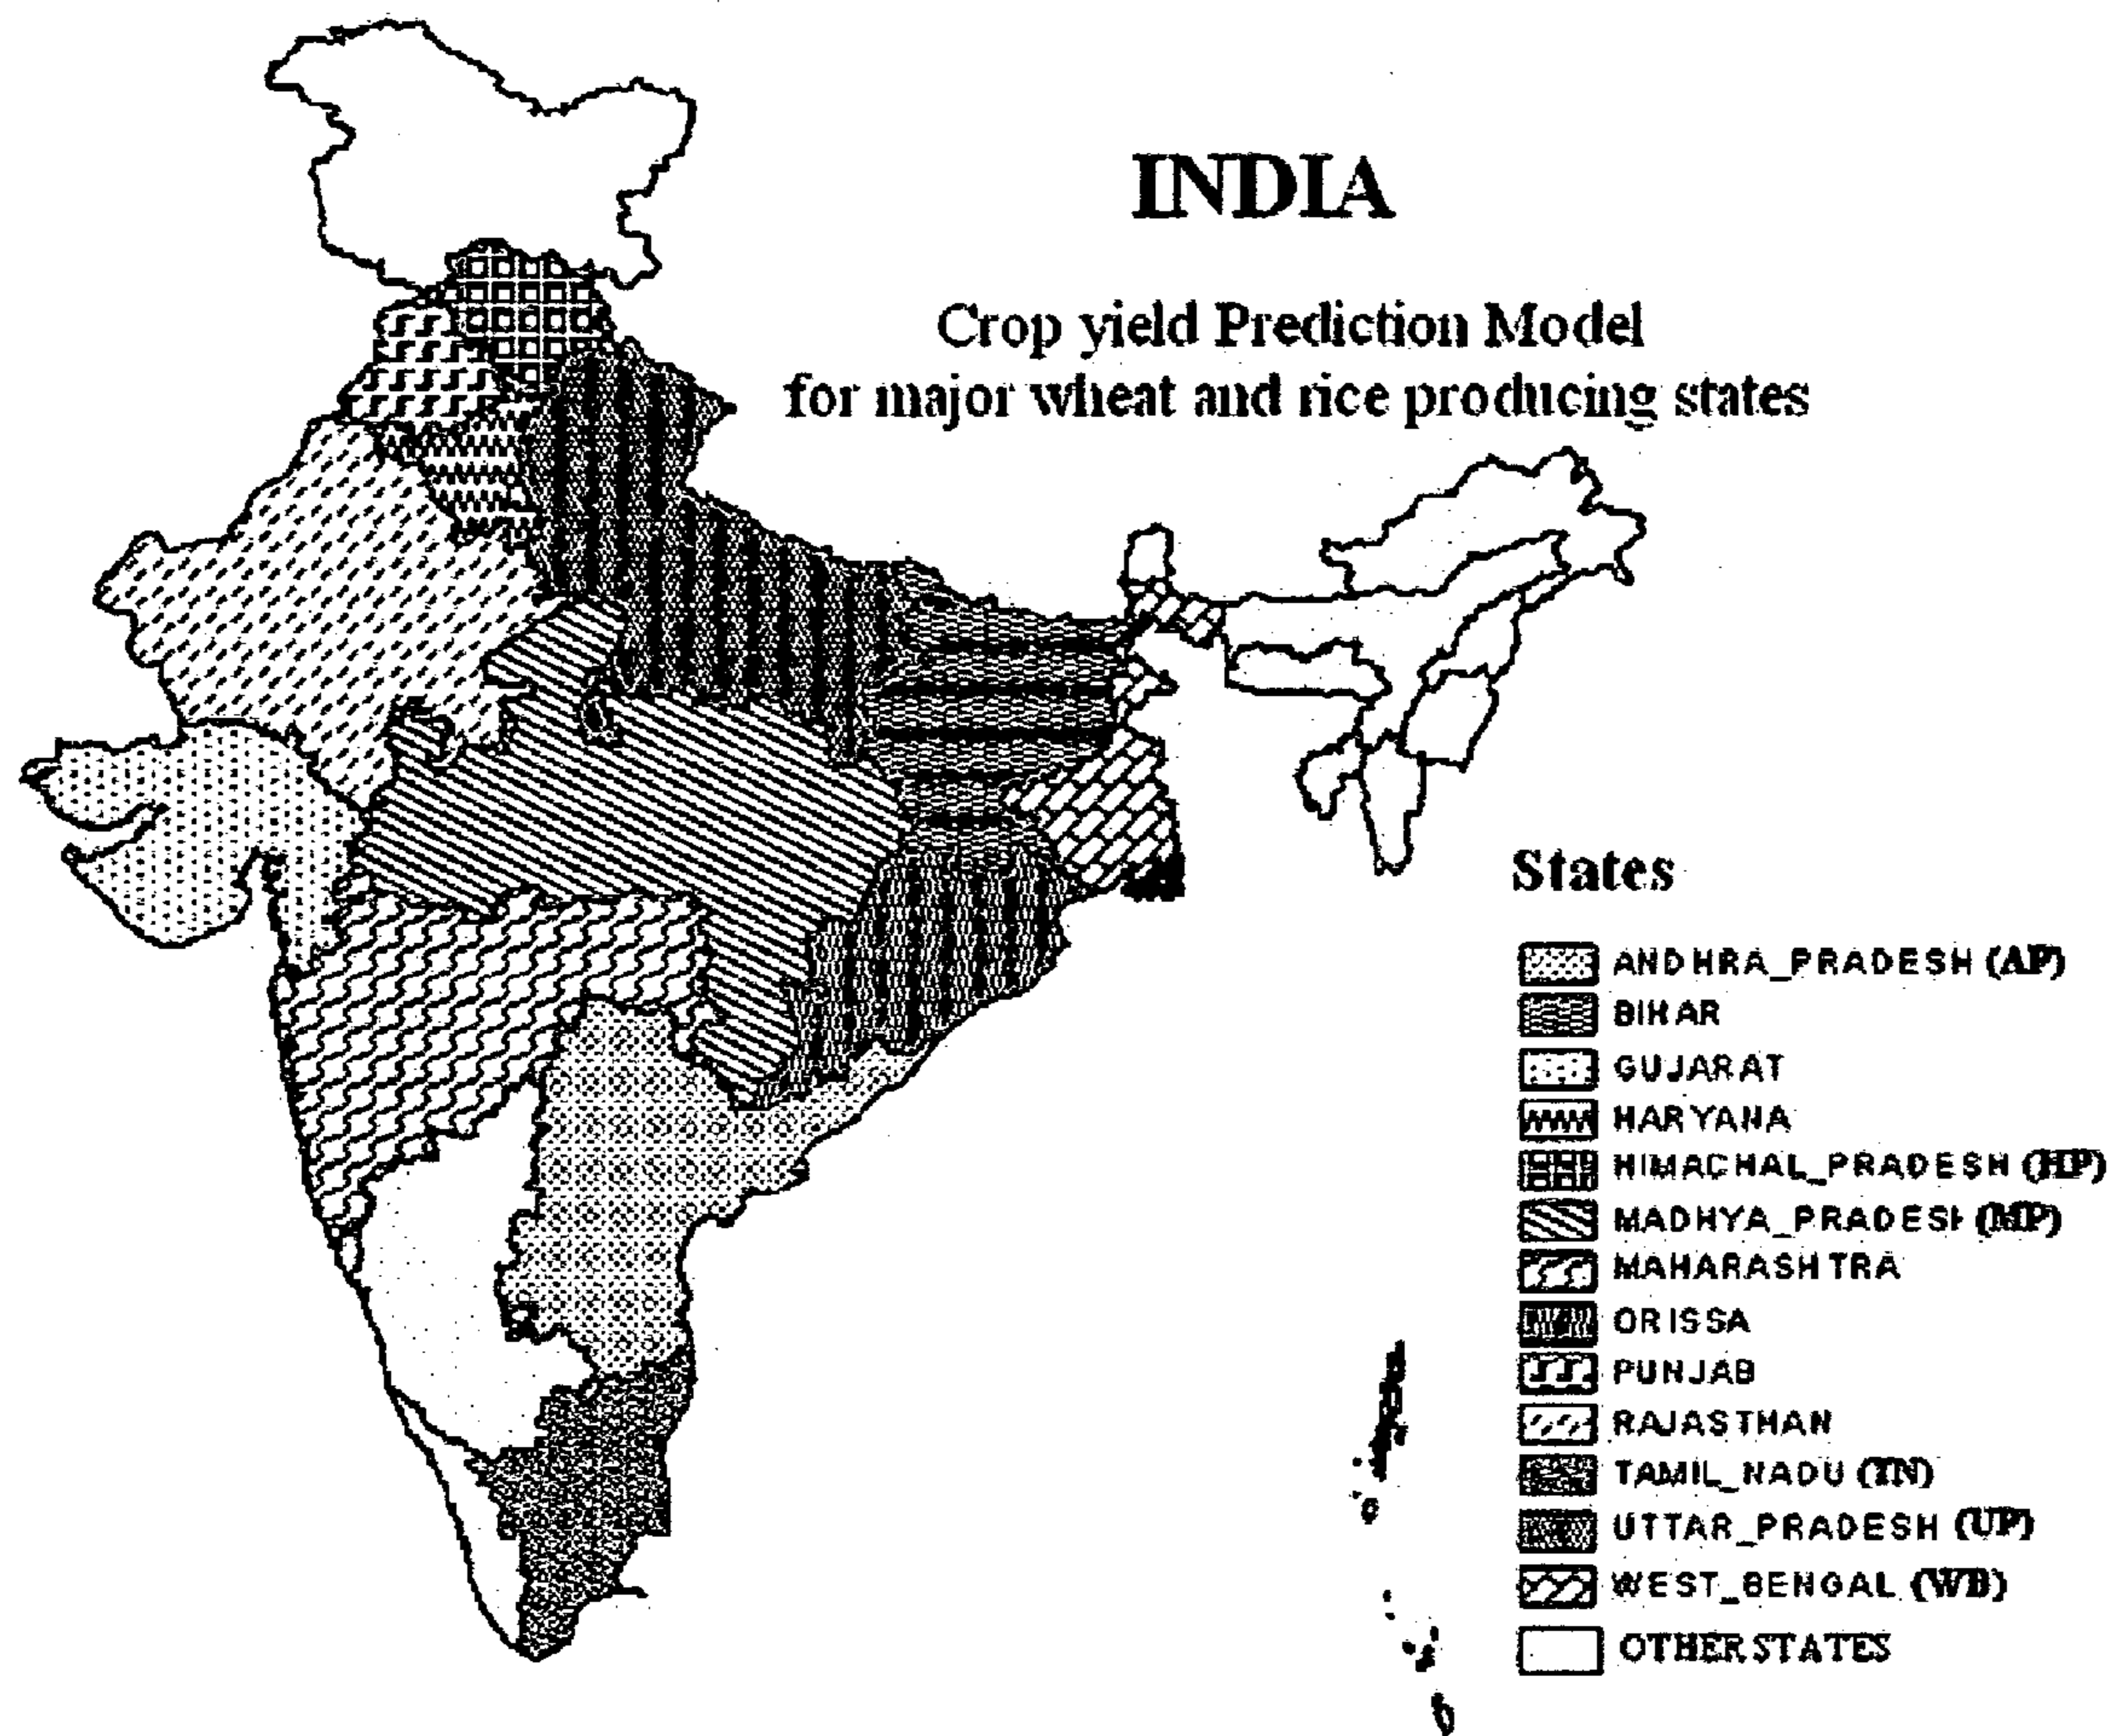 INDIA
Crop yield Prediction Model
for major wheat and rice producing states
States
ANDHRA_PRADESH (AP)
BIHAR
GUJARAT
HARYANA
HIMACHAL_PRADESH (HP)
MADHYA_PRADESH (MP)
MAHARASHTRA
ORISSA
PUNJAB
RAJASTHAN
TAMIL_NADU (TN)
UTTAR_PRADESH (UP)
WEST_BENGAL (WB)
OTHER STATES